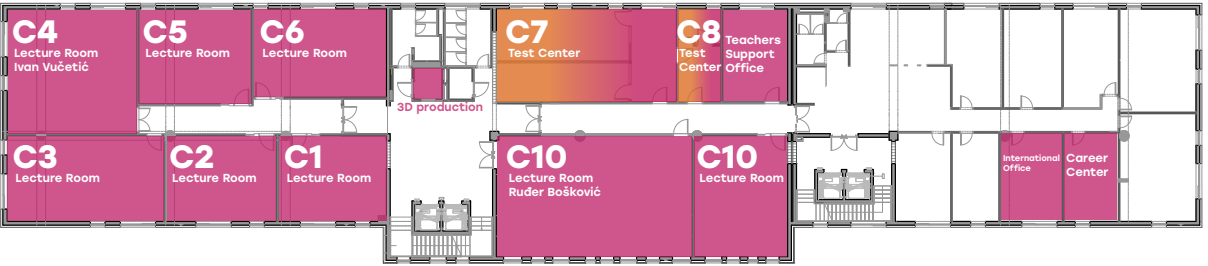 C4
Lecture Room
Ivan Vučetić
C5
Lecture Room
C6
Lecture Room
3D production
C7
Test Center
C8
Test
Center
Teachers
Support
Office
C3
Lecture Room
C2
Lecture Room
C1
Lecture Room
C10
Lecture Room
Ruđer Bošković
C10
Lecture Room
International
Office
Career
Center